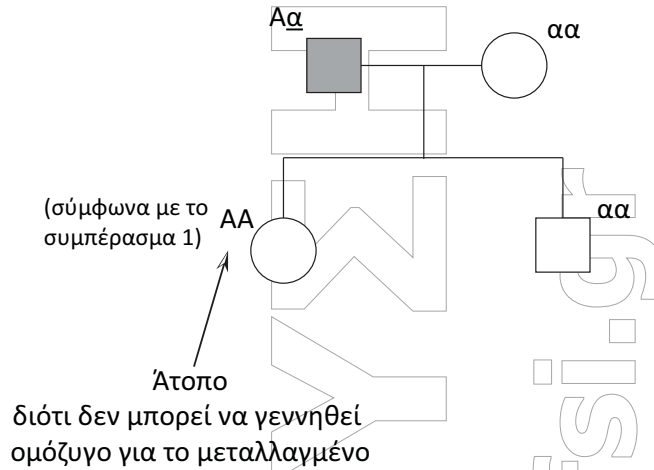 Αα
αα
(σύμφωνα με το
συμπέρασμα 1)
ΑΑ
αα
Άτοπο
διότι δεν μπορεί να γεννηθεί
ομόζυγο για το μεταλλαγμένο